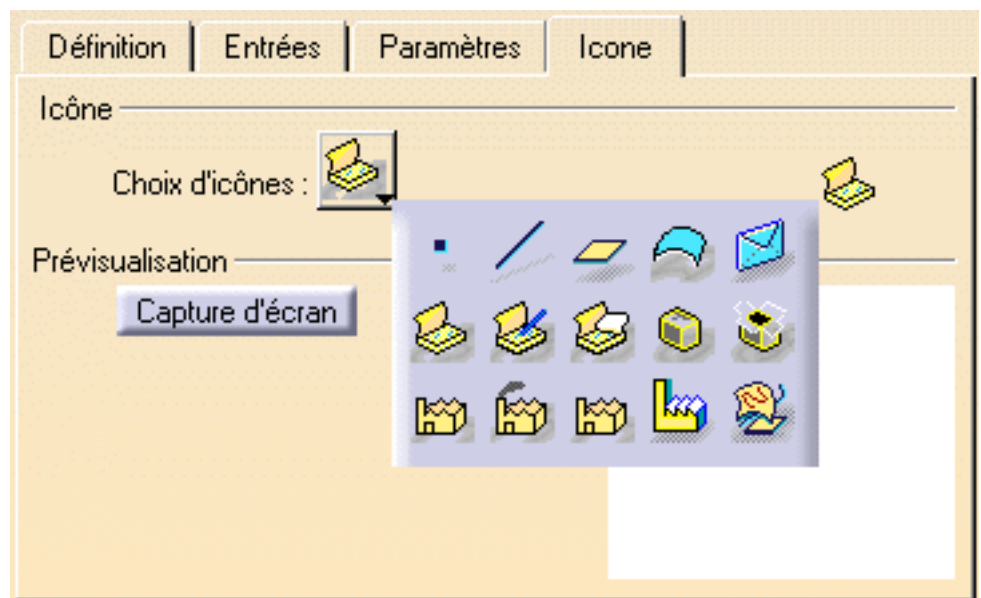 Définition Entrées Paramètres Icone
Icône
Choix d'icônes :
Prévisualisation
Capture d'écran